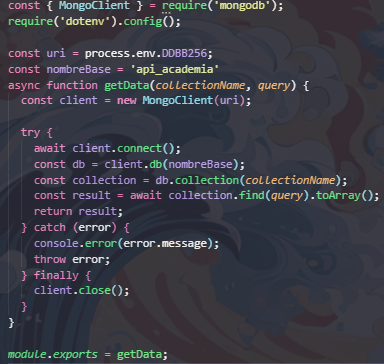 const { MongoClient } = require('mongodb');
require('dotenv').config();

const uri = process.env.DDBB256;
const nombreBase = 'api_academia'
async function getData(collectionName, query) {
  const client = new MongoClient(uri);

  try {
    await client.connect();
    const db = client.db(nombreBase);
    const collection = db.collection(collectionName);
    const result = await collection.find(query).toArray();
    return result;
  } catch (error) {
    console.error(error.message);
    throw error;
  } finally {
    client.close();
  }
}

module.exports = getData;